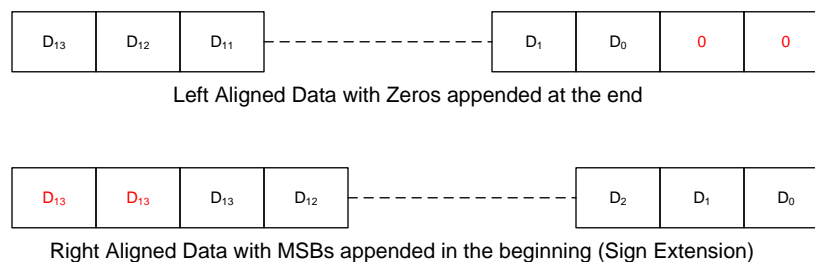 D₁₃ D₁₂ D₁₁ D₁ D₀ 0 0
Left Aligned Data with Zeros appended at the end
D₁₃ D₁₃ D₁₃ D₁₂ D₂ D₁ D₀
Right Aligned Data with MSBs appended in the beginning (Sign Extension)